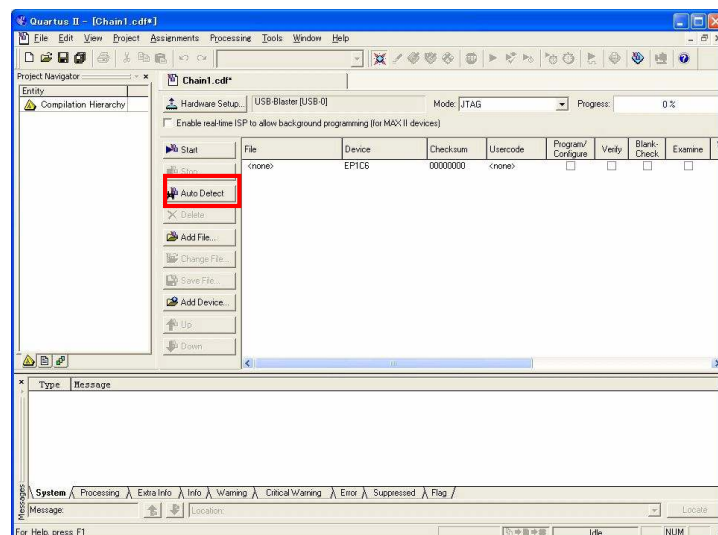 Quartus II - [Chain1.cdf*]
File Edit View Project Assignments Processing Tools Window Help
Project Navigator
Entity
Compilation Hierarchy
Chain1.cdf*
Hardware Setup... USB-Blaster [USB-0] Mode: JTAG Progress: 0 %
Enable real-time ISP to allow background programming (for MAX II devices)
Start
Stop
Auto Detect
Delete
Add File...
Change File...
Save File...
Add Device...
Up
Down
File Device Checksum Usercode Program/ Configure Verify Blank- Check Examine
<none> EP1C6 00000000 <none>
Type Message
Messages
System Processing Extra Info Info Warning Critical Warning Error Suppressed Flag
Message: Location: Locate
For Help, press F1 Idle NUM